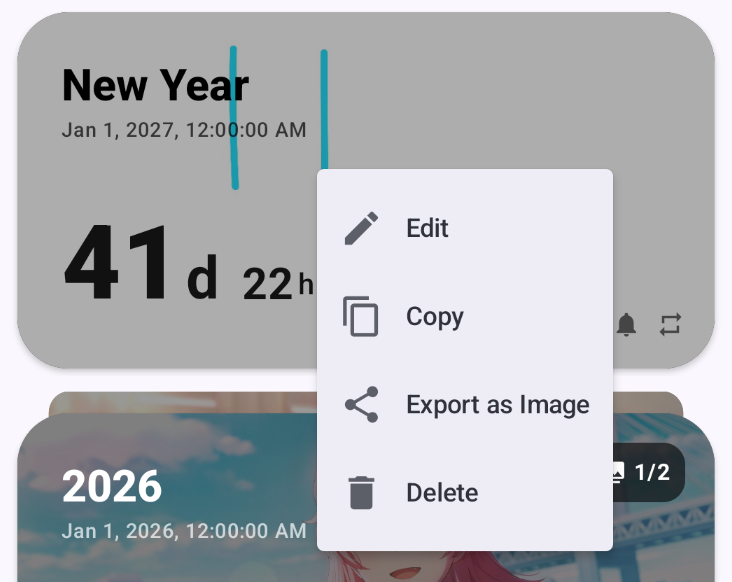 New Year
Jan 1, 2027, 12:00:00 AM
41d 22h
Edit
Copy
Export as Image
Delete
1/2
2026
Jan 1, 2026, 12:00:00 AM